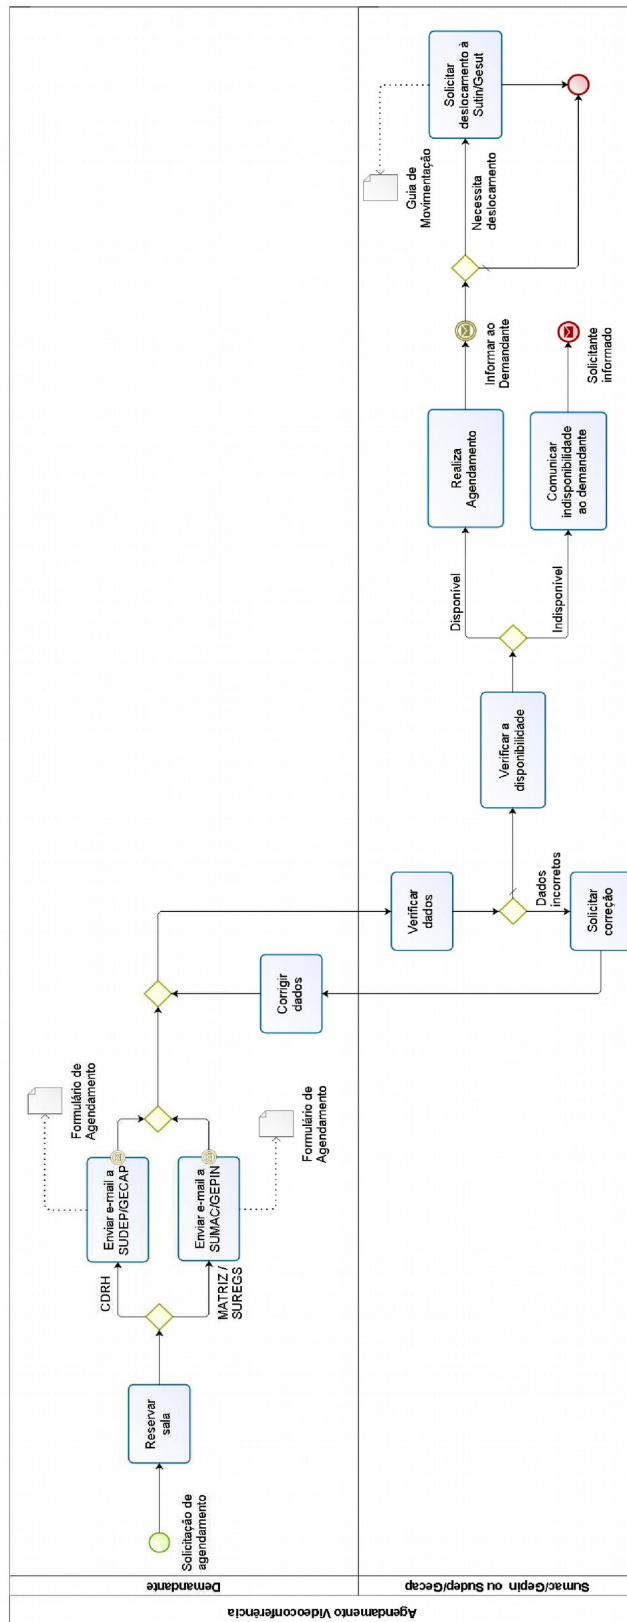 Agendamento Videoconferência
Demandante
Solicitação de
agendamento
Reservar
sala
CDRH
MATRIZ /
SUREGS
Enviar e-mail a
SUDEP/GECAP
Formulário de
Agendamento
Enviar e-mail a
SUMAC/GEPIN
Formulário de
Agendamento
Corrigir
dados
Sumac/Gepin ou Sudep/Gecap
Verificar
dados
Dados
incorretos
Solicitar
correção
Verificar a
disponibilidade
Disponível
Indisponível
Realiza
Agendamento
Comunicar
indisponibilidade
ao demandante
Informar ao
Demandante
Solicitante
informado
Necessita
deslocamento
Guia de
Movimentação
Solicitar
deslocamento à
Sutin/Gesut